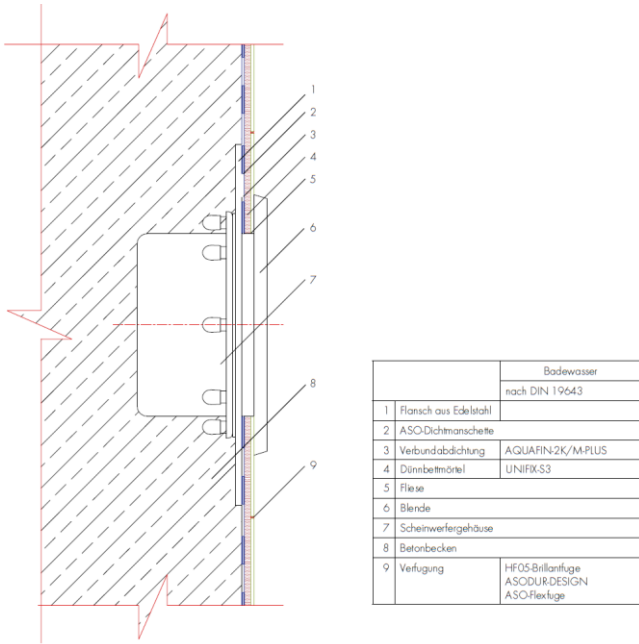 1
2
3
4
5
6
7
8
9
Badewasser
nach DIN 19643
1 Flansch aus Edelstahl
2 ASO-Dichtmanschette
3 Verbundabdichtung AQUAFIN-2K/M-PLUS
4 Dünnbettmörtel UNIFIX-S3
5 Fliese
6 Blende
7 Scheinwerfergehäuse
8 Betonbecken
9 Verfugung HF05-Brillantfuge
ASODUR-DESIGN
ASO-Flexfuge